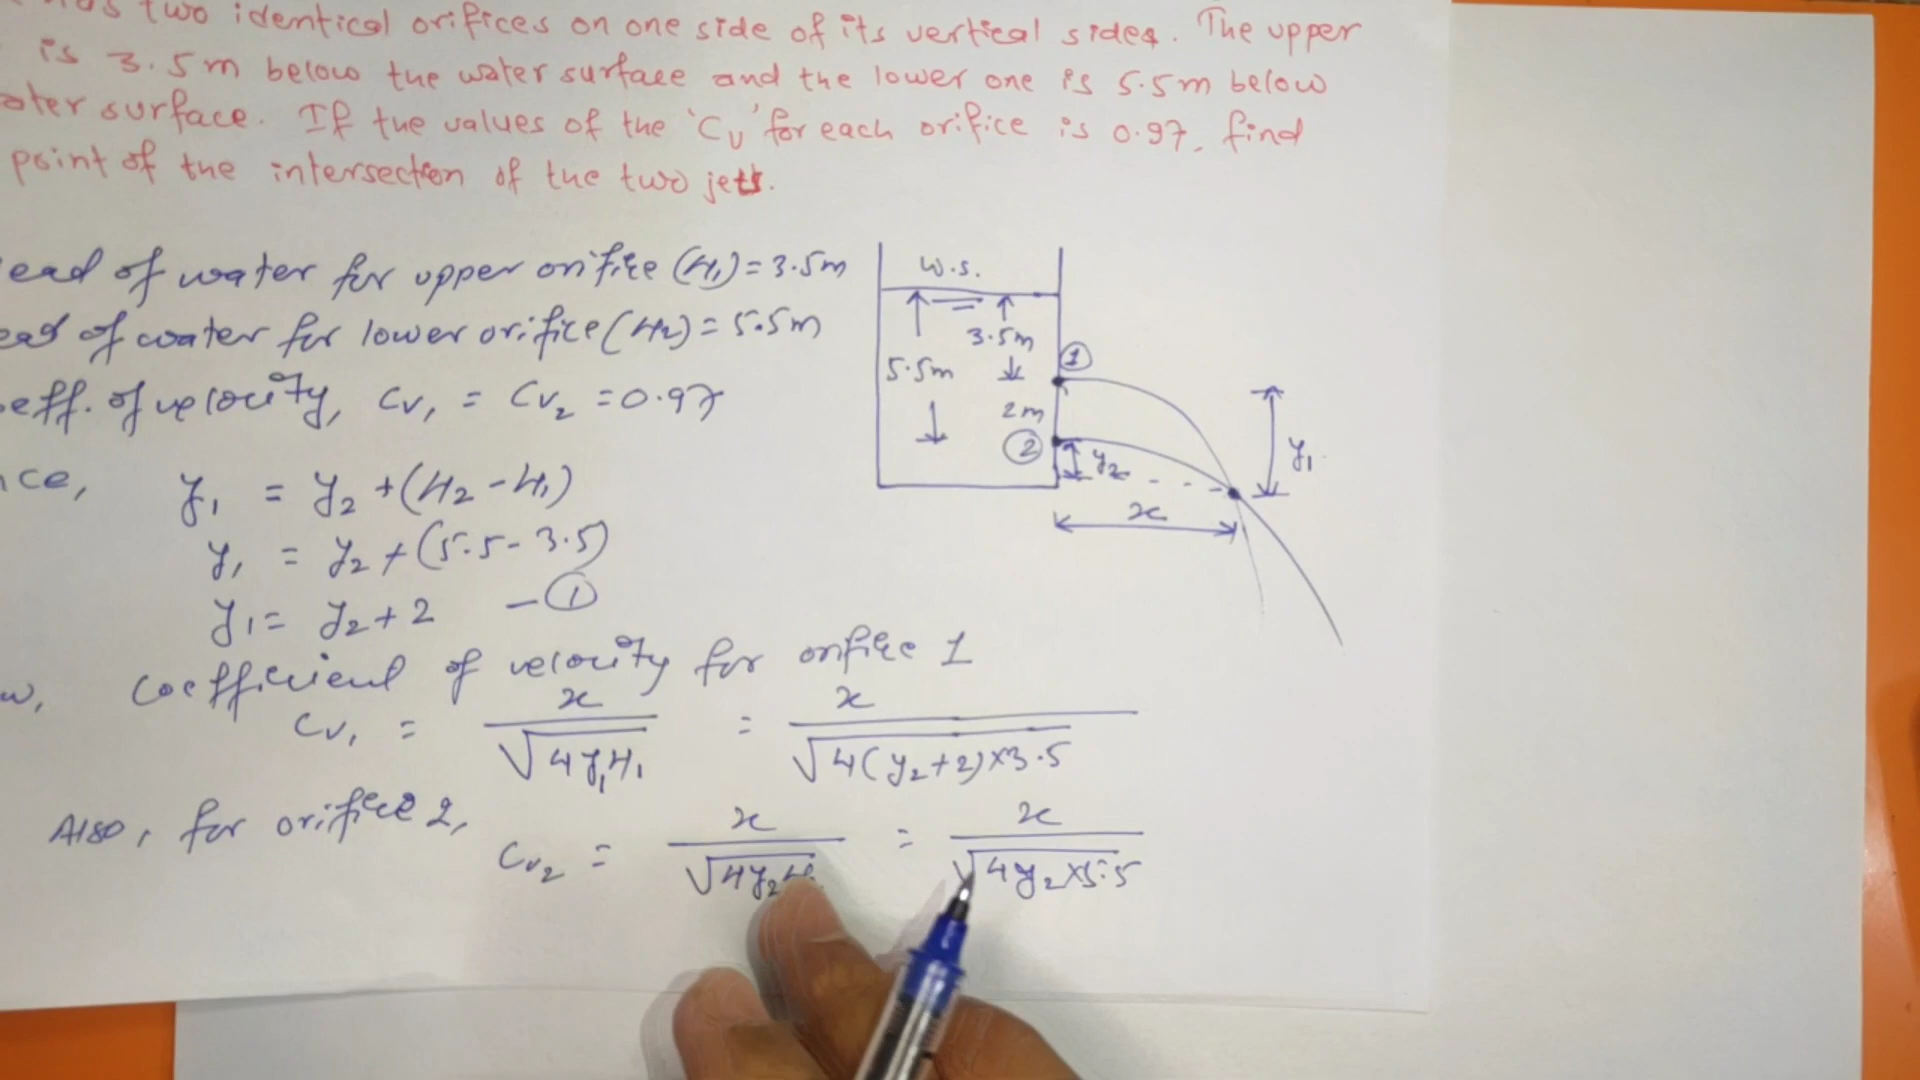 has two identical orifices on one side of its vertical sides. The upper
is 3.5m below the water surface and the lower one is 5.5m below
ater surface. If the values of the 'Cv' for each orifice is 0.97, find
point of the intersection of the two jets.
ead of water for upper orifice (H₁) = 3.5m
ead of water for lower orifice (H₂) = 5.5m
oeff. of velocity, Cv₁ = Cv₂ = 0.97
nce, y₁ = y₂ + (H₂ - H₁)
y₁ = y₂ + (5.5 - 3.5)
y₁ = y₂ + 2 - ①
w, Coefficient of velocity for orifice 1
Cv₁ = x / √4y₁H₁ = x / √4(y₂+2)×3.5
Also, for orifice 2,
Cv₂ = x / √4y₂H₂ = x / √4y₂×5.5
W.S.
3.5m
5.5m
①
2m
②
y₂
y₁
x